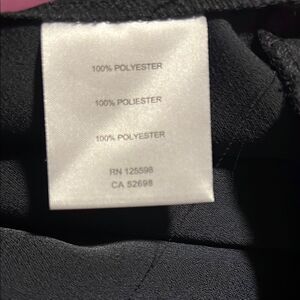 100% POLYESTER
100% POLIESTER
100% POLYESTER
RN 125598
CA 52698